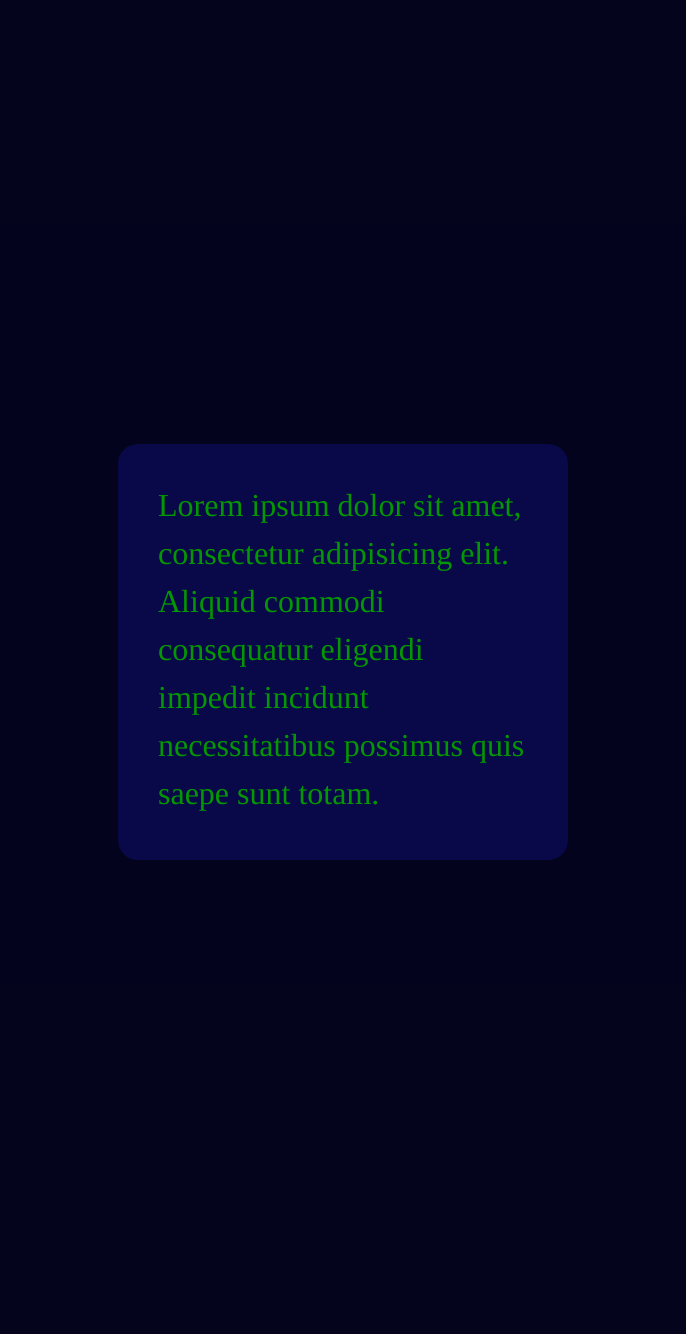 Lorem ipsum dolor sit amet,
consectetur adipisicing elit.
Aliquid commodi
consequatur eligendi
impedit incidunt
necessitatibus possimus quis
saepe sunt totam.